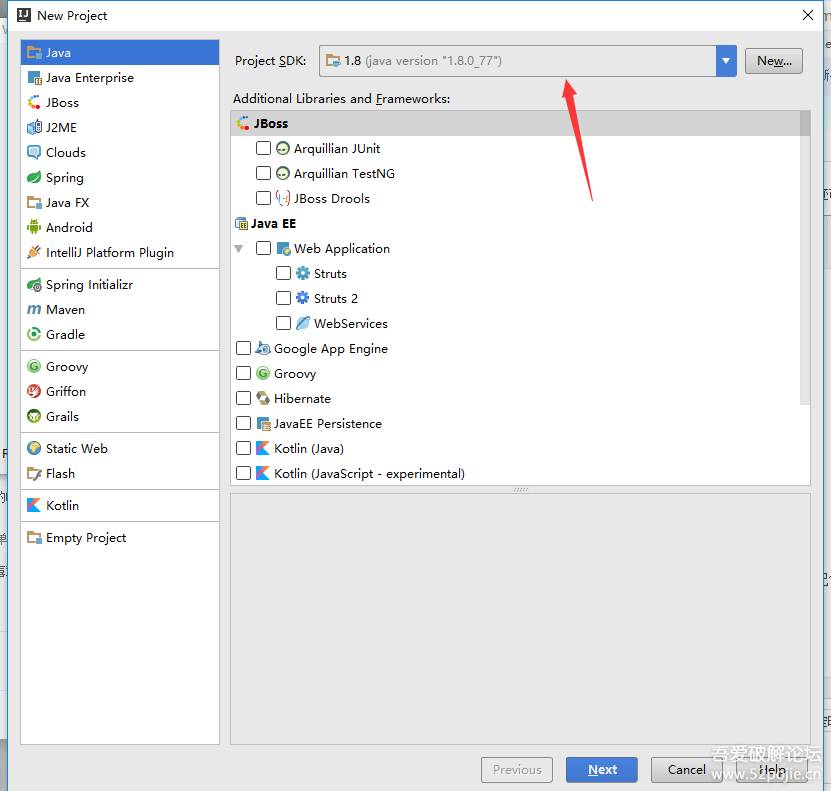 New Project
Java
Java Enterprise
JBoss
J2ME
Clouds
Spring
Java FX
Android
IntelliJ Platform Plugin
Spring Initializr
Maven
Gradle
Groovy
Griffon
Grails
Static Web
Flash
Kotlin
Empty Project
Project SDK: 1.8 (java version "1.8.0_77") New...
Additional Libraries and Frameworks:
JBoss
Arquillian JUnit
Arquillian TestNG
JBoss Drools
Java EE
Web Application
Struts
Struts 2
WebServices
Google App Engine
Groovy
Hibernate
JavaEE Persistence
Kotlin (Java)
Kotlin (JavaScript - experimental)
Previous Next Cancel Help
吾爱破解论坛
www.52pojie.cn